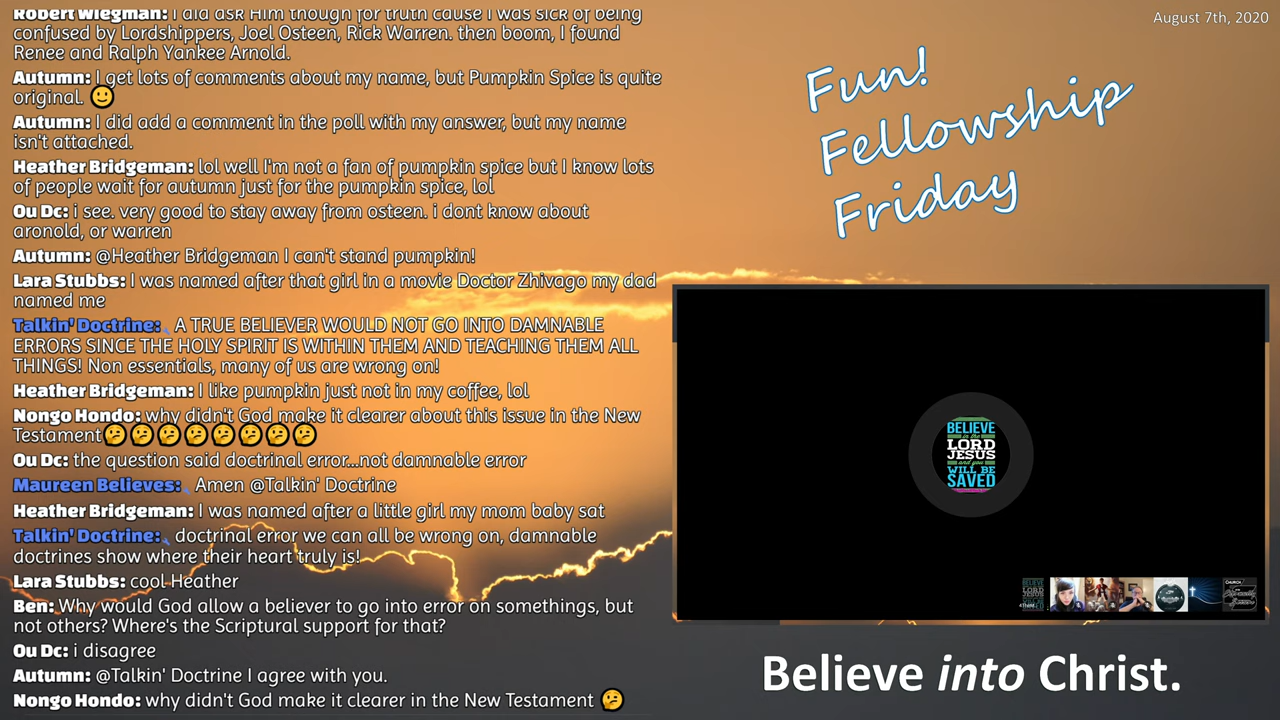 Robert Wiegman: I did ask Him though for truth cause I was sick of being
confused by Lordshippers, Joel Osteen, Rick Warren. then boom, I found
Renee and Ralph Yankee Arnold.
Autumn: I get lots of comments about my name, but Pumpkin Spice is quite
original. 🙂
Autumn: I did add a comment in the poll with my answer, but my name
isn't attached.
Heather Bridgeman: lol well I'm not a fan of pumpkin spice but I know lots
of people wait for autumn just for the pumpkin spice, lol
Ou Dc: i see. very good to stay away from osteen. i dont know about
aronold, or warren
Autumn: @Heather Bridgeman I can't stand pumpkin!
Lara Stubbs: I was named after that girl in a movie Doctor Zhivago my dad
named me
Talkin' Doctrine: A TRUE BELIEVER WOULD NOT GO INTO DAMNABLE
ERRORS SINCE THE HOLY SPIRIT IS WITHIN THEM AND TEACHING THEM ALL
THINGS! Non essentials, many of us are wrong on!
Heather Bridgeman: I like pumpkin just not in my coffee, lol
Nongo Hondo: why didn't God make it clearer about this issue in the New
Testament🤔🤔🤔🤔🤔🤔🤔🤔
Ou Dc: the question said doctrinal error...not damnable error
Maureen Believes: Amen @Talkin' Doctrine
Heather Bridgeman: I was named after a little girl my mom baby sat
Talkin' Doctrine: doctrinal error we can all be wrong on, damnable
doctrines show where their heart truly is!
Lara Stubbs: cool Heather
Ben: Why would God allow a believer to go into error on somethings, but
not others? Where's the Scriptural support for that?
Ou Dc: i disagree
Autumn: @Talkin' Doctrine I agree with you.
Nongo Hondo: why didn't God make it clearer in the New Testament 🤔
August 7th, 2020
Fun!
Fellowship
Friday
BELIEVE
in the
LORD
JESUS
and you
WILL BE
SAVED
Believe into Christ.